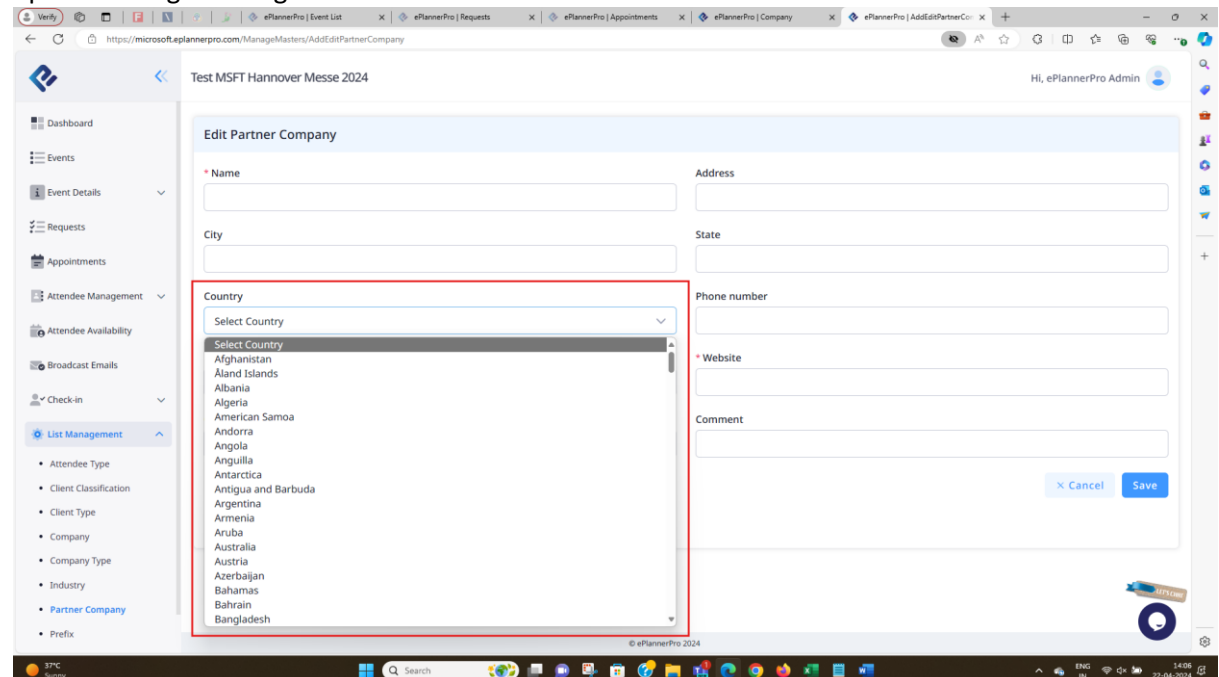 Verify
ePlannerPro | Event List
ePlannerPro | Requests
ePlannerPro | Appointments
ePlannerPro | Company
ePlannerPro | AddEditPartnerCo
https://microsoft.eplannerpro.com/ManageMasters/AddEditPartnerCompany
Test MSFT Hannover Messe 2024
Hi, ePlannerPro Admin
Dashboard
Events
Event Details
Requests
Appointments
Attendee Management
Attendee Availability
Broadcast Emails
Check-in
List Management
• Attendee Type
• Client Classification
• Client Type
• Company
• Company Type
• Industry
• Partner Company
• Prefix
Edit Partner Company
* Name
Address
City
State
Country
Phone number
Select Country
* Website
Comment
Select Country
Afghanistan
Åland Islands
Albania
Algeria
American Samoa
Andorra
Angola
Anguilla
Antarctica
Antigua and Barbuda
Argentina
Armenia
Aruba
Australia
Austria
Azerbaijan
Bahamas
Bahrain
Bangladesh
× Cancel
Save
© ePlannerPro 2024
37°C
Sunny
Search
ENG
IN
14:06
22-04-2024